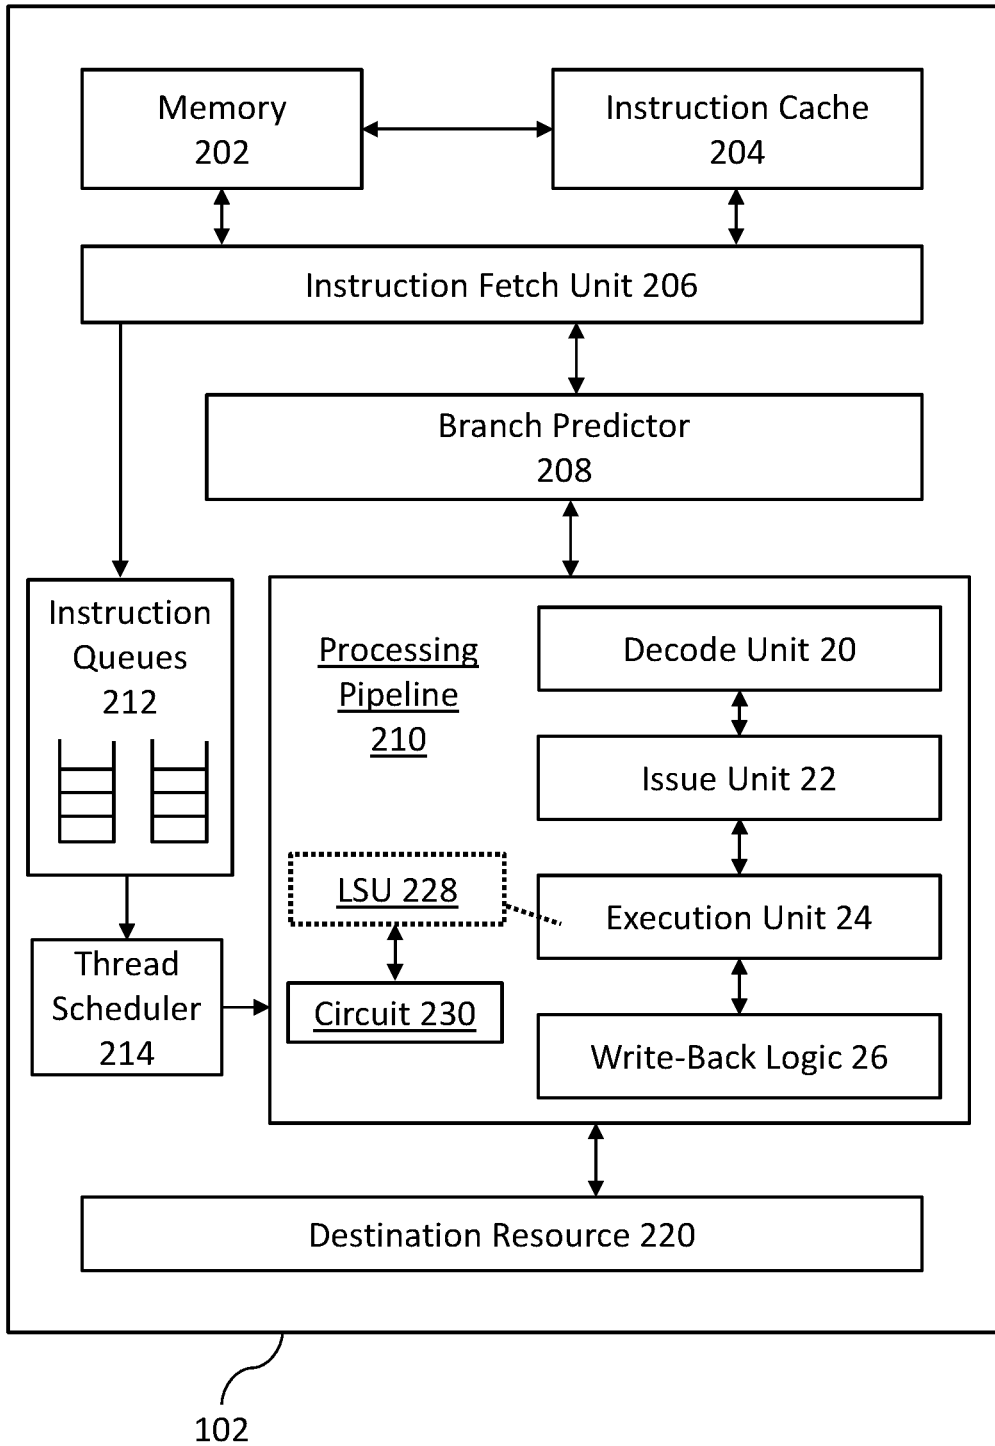 Memory
202
Instruction Cache
204
Instruction Fetch Unit 206
Branch Predictor
208
Instruction
Queues
212
Processing
Pipeline
210
Decode Unit 20
Issue Unit 22
LSU 228
Execution Unit 24
Thread
Scheduler
214
Circuit 230
Write-Back Logic 26
Destination Resource 220
102